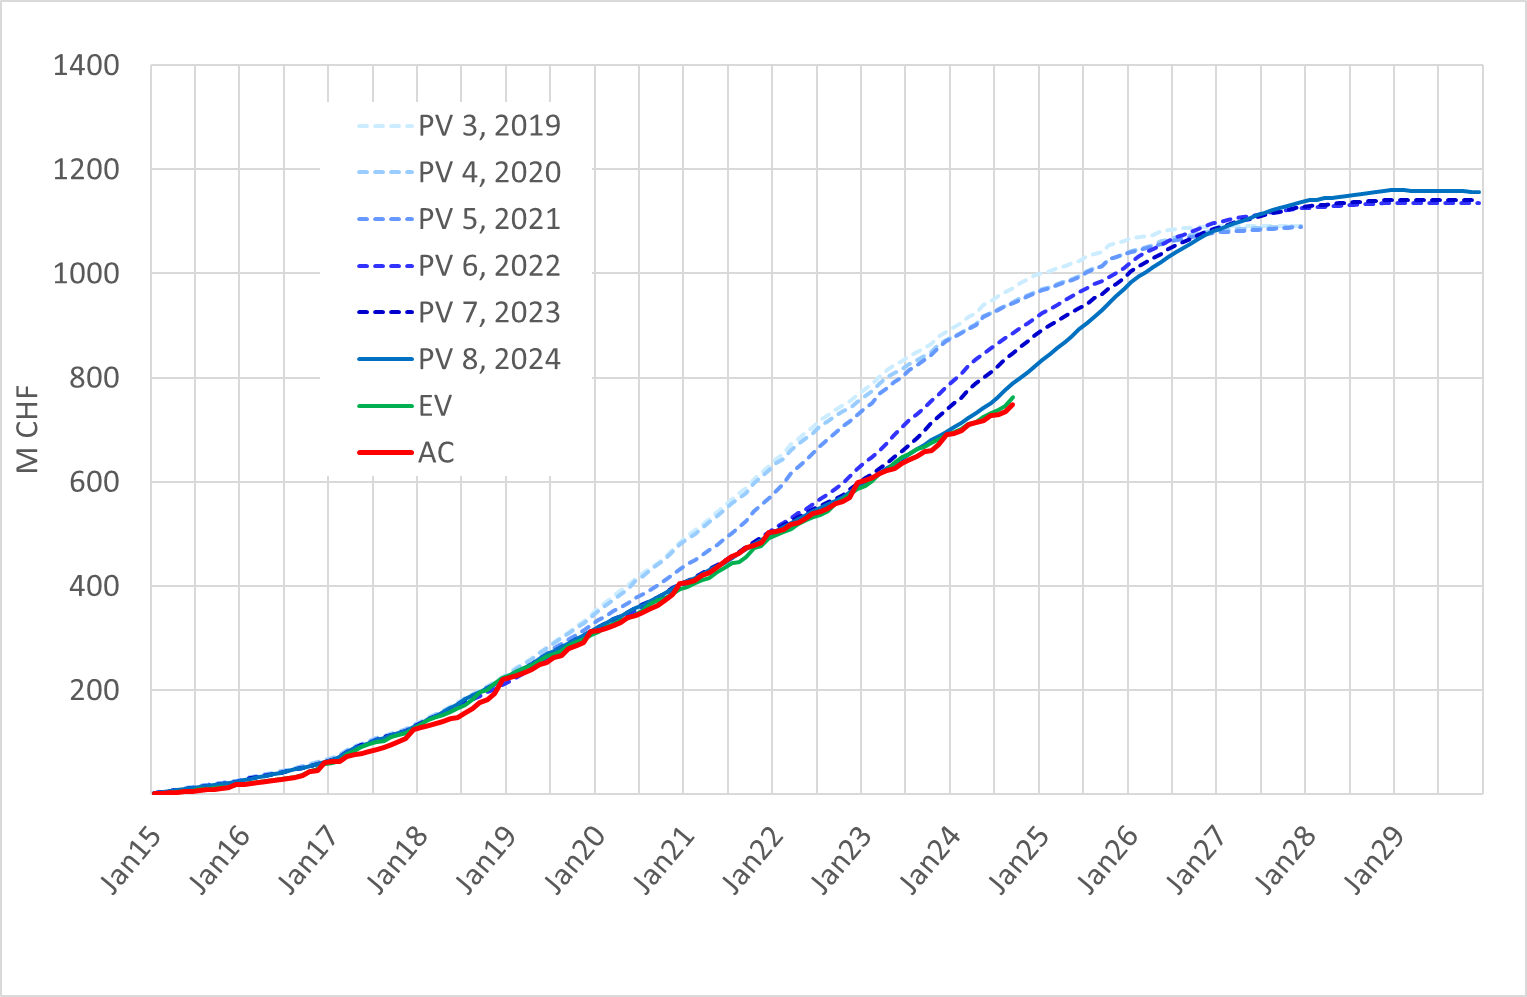 1400
1200
1000
800
600
400
200
M CHF
PV 3, 2019
PV 4, 2020
PV 5, 2021
PV 6, 2022
PV 7, 2023
PV 8, 2024
EV
AC
Jan15
Jan16
Jan17
Jan18
Jan19
Jan20
Jan21
Jan22
Jan23
Jan24
Jan25
Jan26
Jan27
Jan28
Jan29